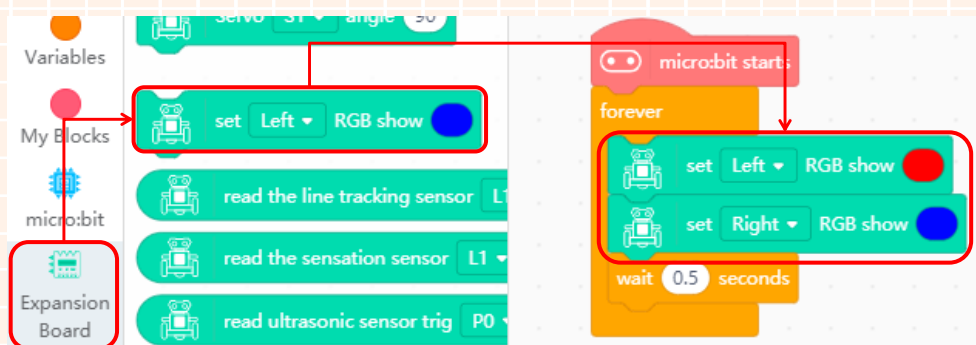 Variables
My Blocks
micro:bit
Expansion
Board
Servo S1 angle 90
set Left RGB show
read the line tracking sensor L1
read the sensation sensor L1
read ultrasonic sensor trig P0
micro:bit starts
forever
set Left RGB show
set Right RGB show
wait 0.5 seconds